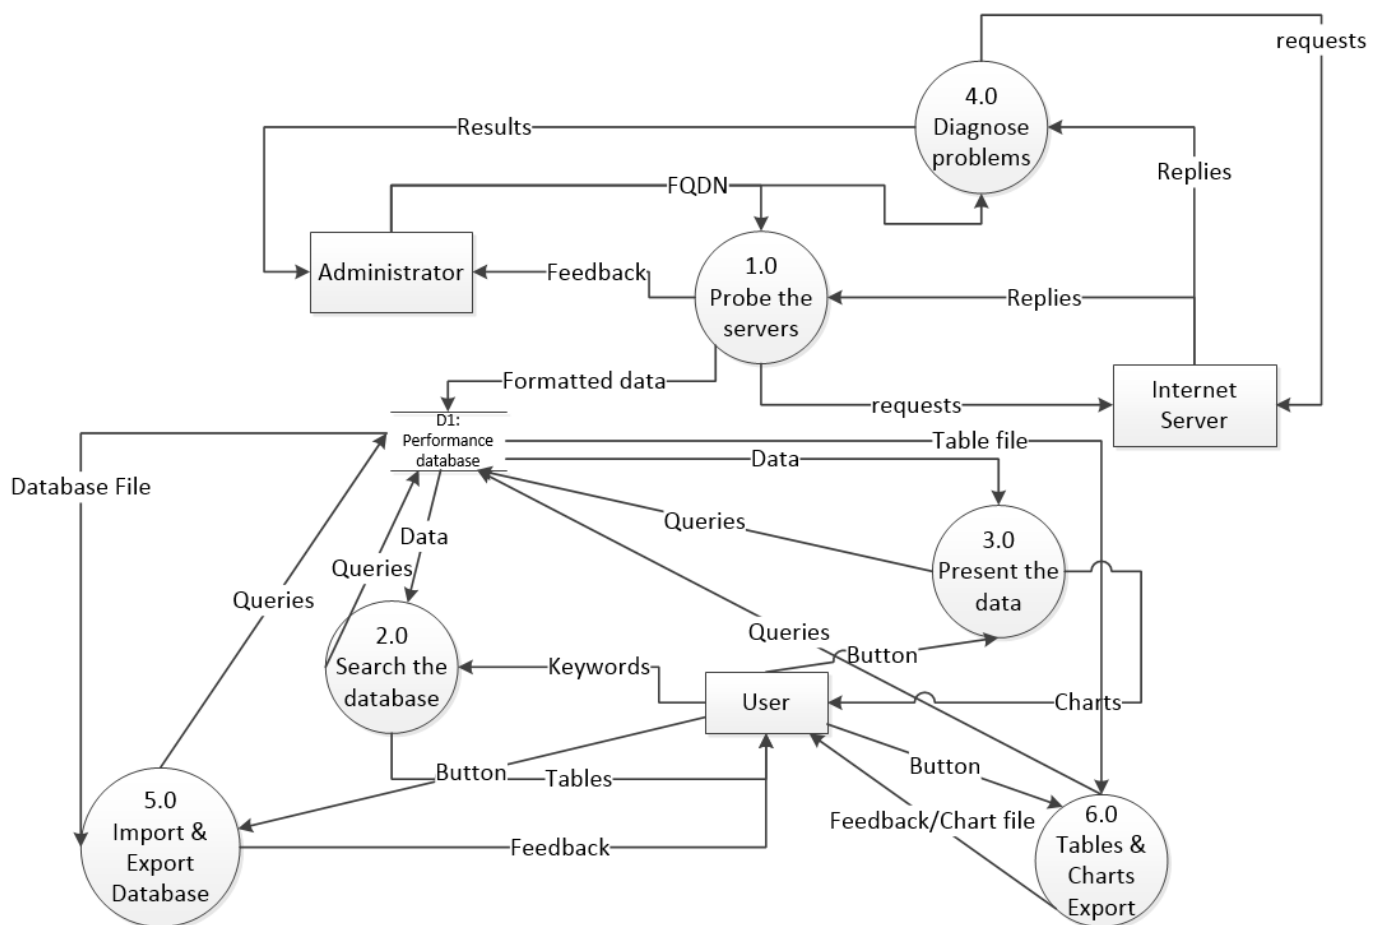 requests
4.0
Diagnose
problems
Results
Replies
FQDN
Administrator
Feedback
1.0
Probe the
servers
Replies
Formatted data
requests
Internet
Server
D1:
Performance
database
Table file
Data
Database File
Queries
Data
Queries
Queries
3.0
Present the
data
2.0
Search the
database
Queries
Button
Keywords
User
Charts
Button
Tables
Button
5.0
Import &
Export
Database
Feedback
Feedback/Chart file
6.0
Tables &
Charts
Export